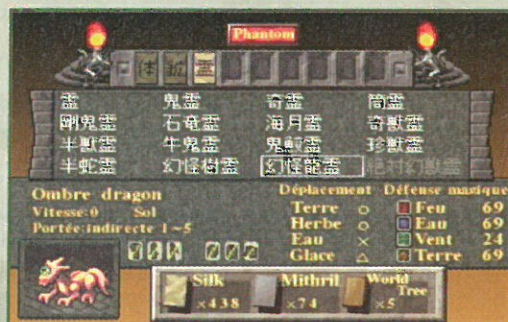 Phantom
体 霊
霊 鬼霊 奇霊
剛鬼霊 石竜霊 海月霊 奇獣霊
半獣霊 牛鬼霊 鬼鮫霊 珍獣霊
半蛇霊 幻怪樹霊 幻怪龍霊
Ombre dragon
Vitesse:0 Sol
Portée:indirecte 1~5
Déplacement
Terre ○
Herbe ○
Eau ×
Glace △
Défense magique
Feu 69
Eau 69
Vent 24
Terre 69
Silk ×438
Mithril ×74
World Tree ×5